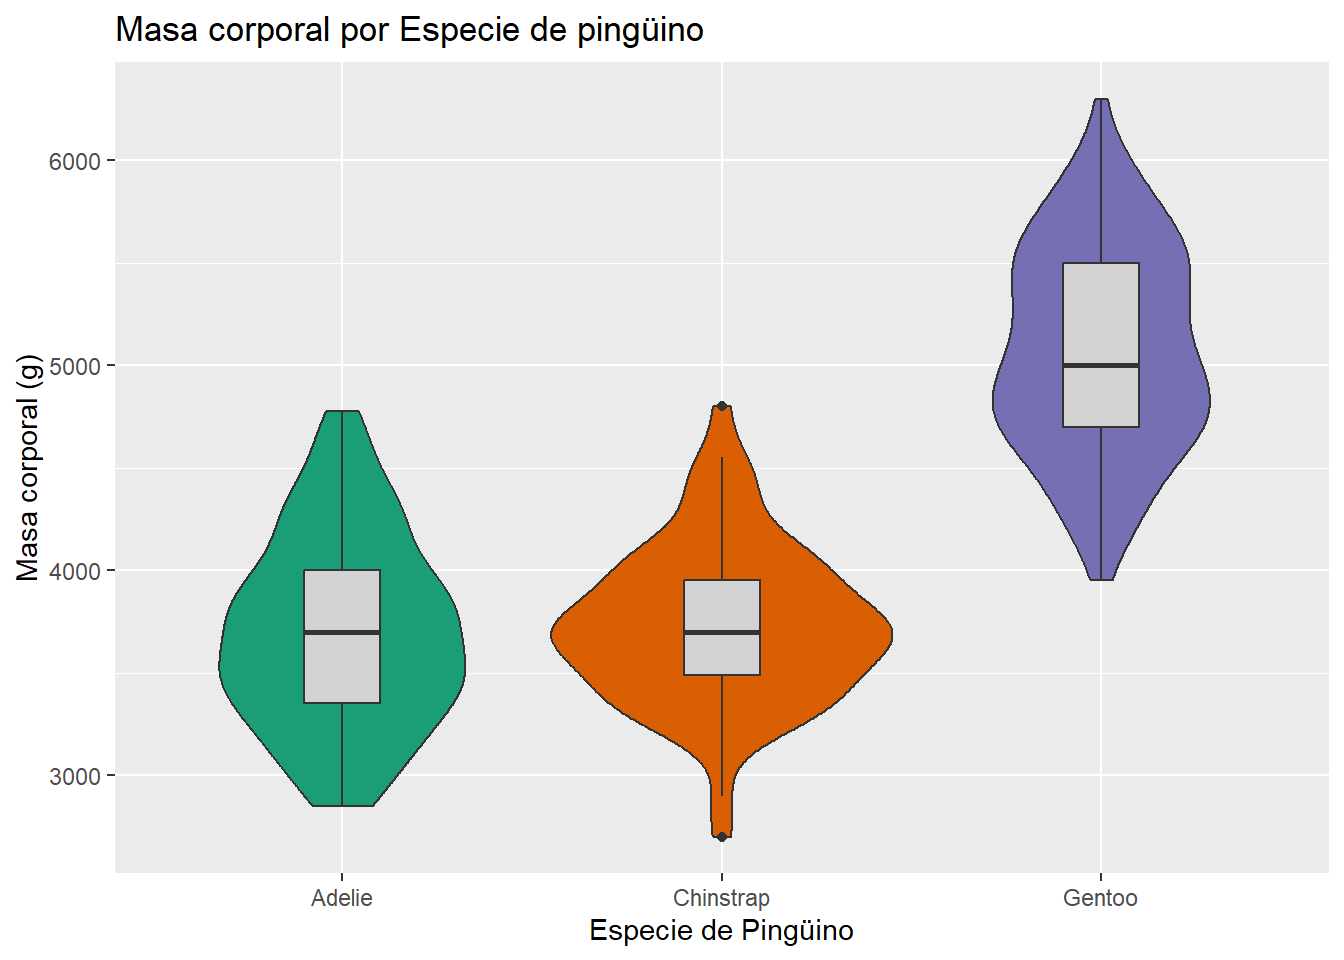 Masa corporal por Especie de pingüino
Masa corporal (g)
6000
5000
4000
3000
Adelie
Chinstrap
Gentoo
Especie de Pingüino